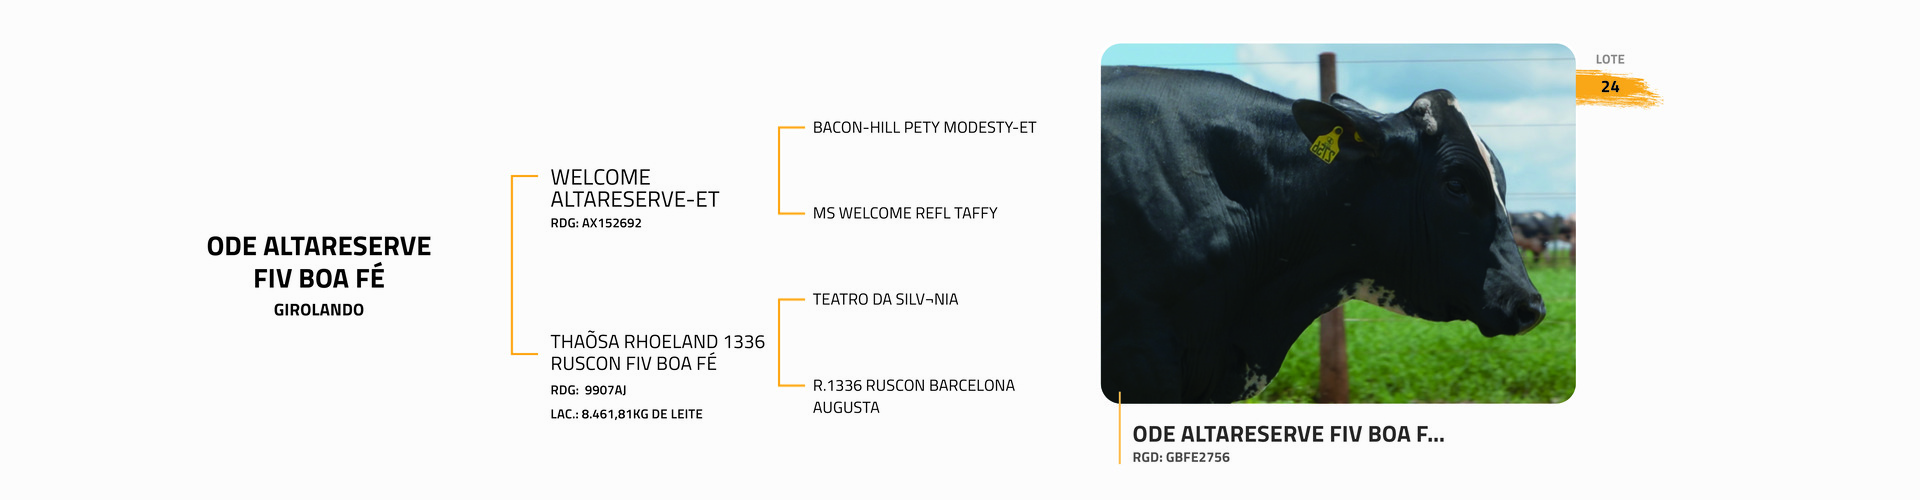 ODE ALTARESERVE
FIV BOA FÉ
GIROLANDO
WELCOME
ALTARESERVE-ET
RDG: AX152692
THAÕSA RHOELAND 1336
RUSCON FIV BOA FÉ
RDG: 9907AJ
LAC.: 8.461,81KG DE LEITE
BACON-HILL PETY MODESTY-ET
MS WELCOME REFL TAFFY
TEATRO DA SILV¬NIA
R.1336 RUSCON BARCELONA
AUGUSTA
LOTE
24
2756
ODE ALTARESERVE FIV BOA F...
RGD: GBFE2756